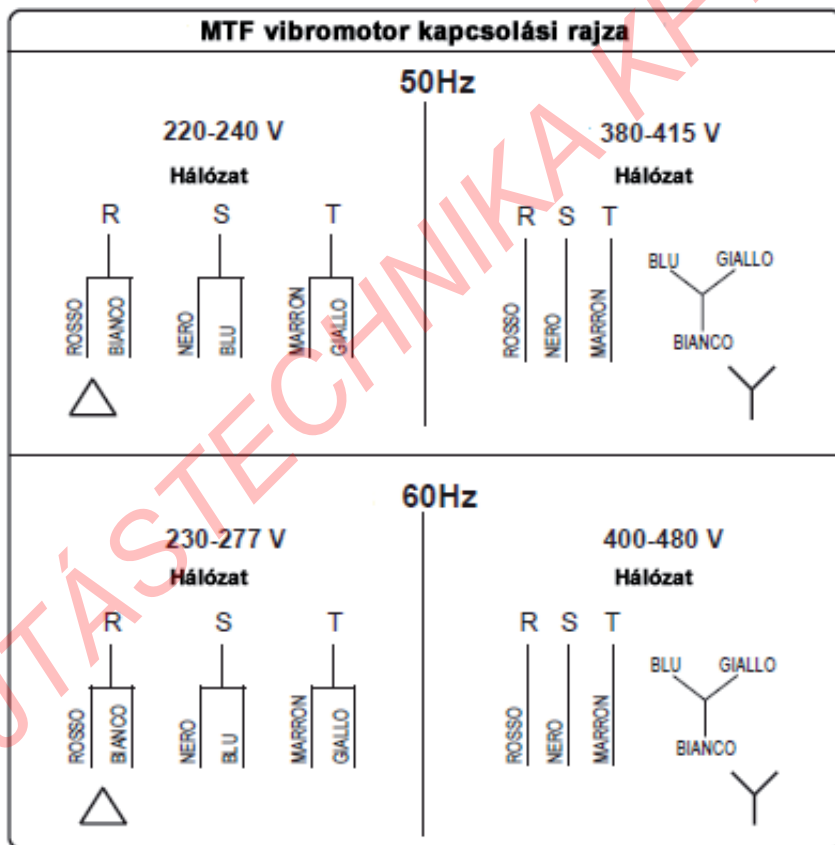 MTF vibromotor kapcsolási rajza
50Hz
220-240 V
Hálózat
R S T
ROSSO BIANCO NERO BLU MARRON GIALLO
380-415 V
Hálózat
R S T
ROSSO NERO MARRON
BLU GIALLO
BIANCO
60Hz
230-277 V
Hálózat
R S T
ROSSO BIANCO NERO BLU MARRON GIALLO
400-480 V
Hálózat
R S T
ROSSO NERO MARRON
BLU GIALLO
BIANCO
UTÁSTECHNIKA KF